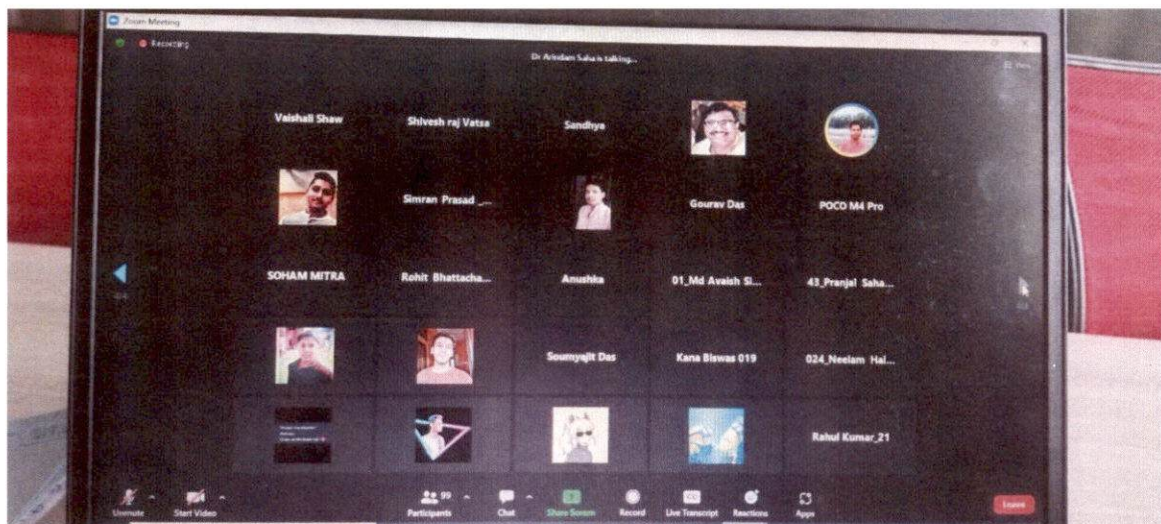 Zoom Meeting
Recording
Dr Arindam Saha is talking...
View
Vaishali Shaw
Shivesh raj Vatsa
Sandhya
Simran Prasad _...
Gourav Das
POCO M4 Pro
SOHAM MITRA
Rohit Bhattacha...
Anushka
01_Md Avaish Si...
43_Pranjal Saha...
Soumyajit Das
Kana Biswas 019
024_Neelam Hal...
Rahul Kumar_21
Unmute
Start Video
Participants
99
Chat
Share Screen
Record
CC
Live Transcript
Reactions
Apps
Leave